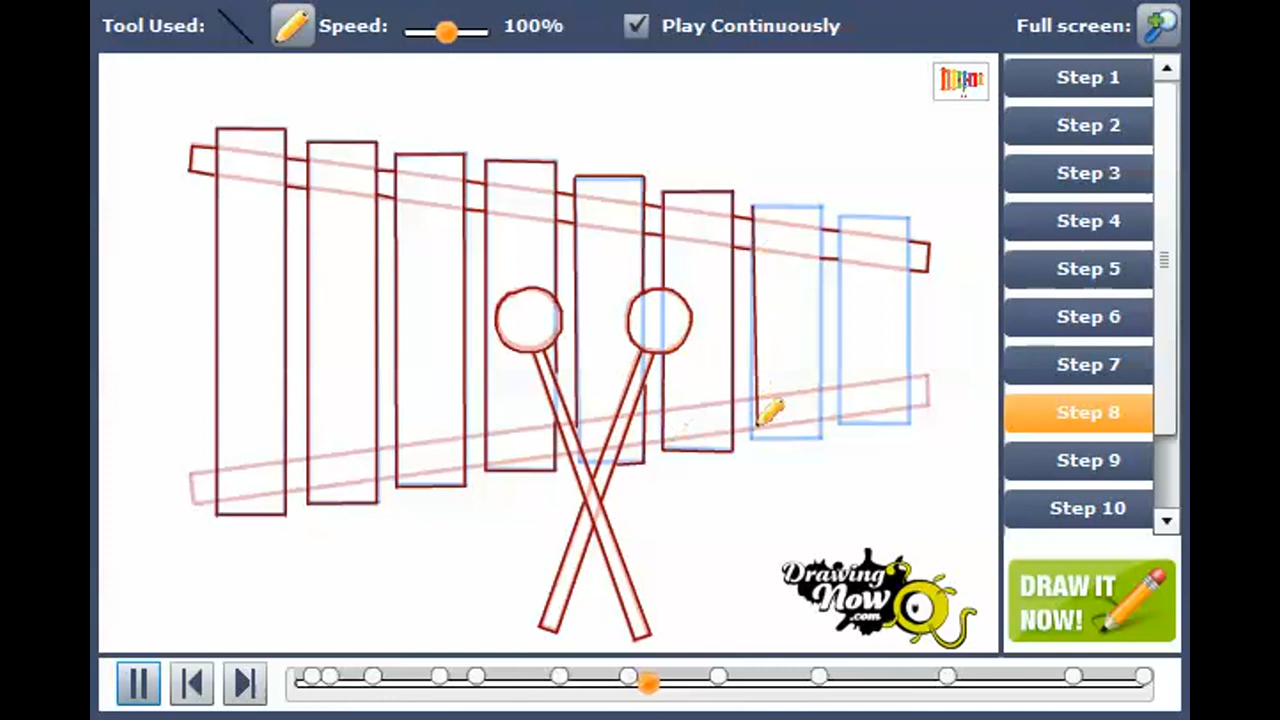 Tool Used:
Speed:
100%
Play Continuously
Full screen:
Step 1
Step 2
Step 3
Step 4
Step 5
Step 6
Step 7
Step 8
Step 9
Step 10
Drawing
Now
.com
DRAW IT
NOW!